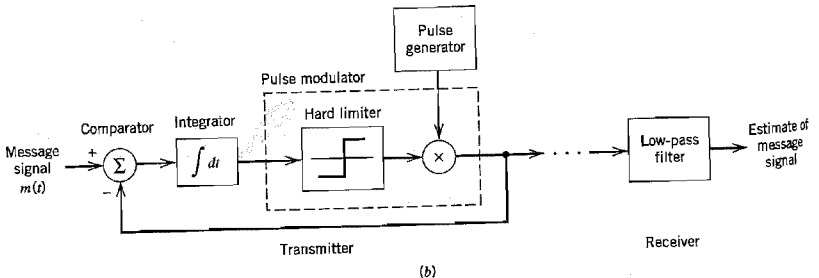 Pulse
generator
Pulse modulator
Comparator
Integrator
Hard limiter
Message
signal
m(t)
+
Σ
−
∫ dt
×
Low-pass
filter
Estimate of
message
signal
Transmitter
Receiver
(b)